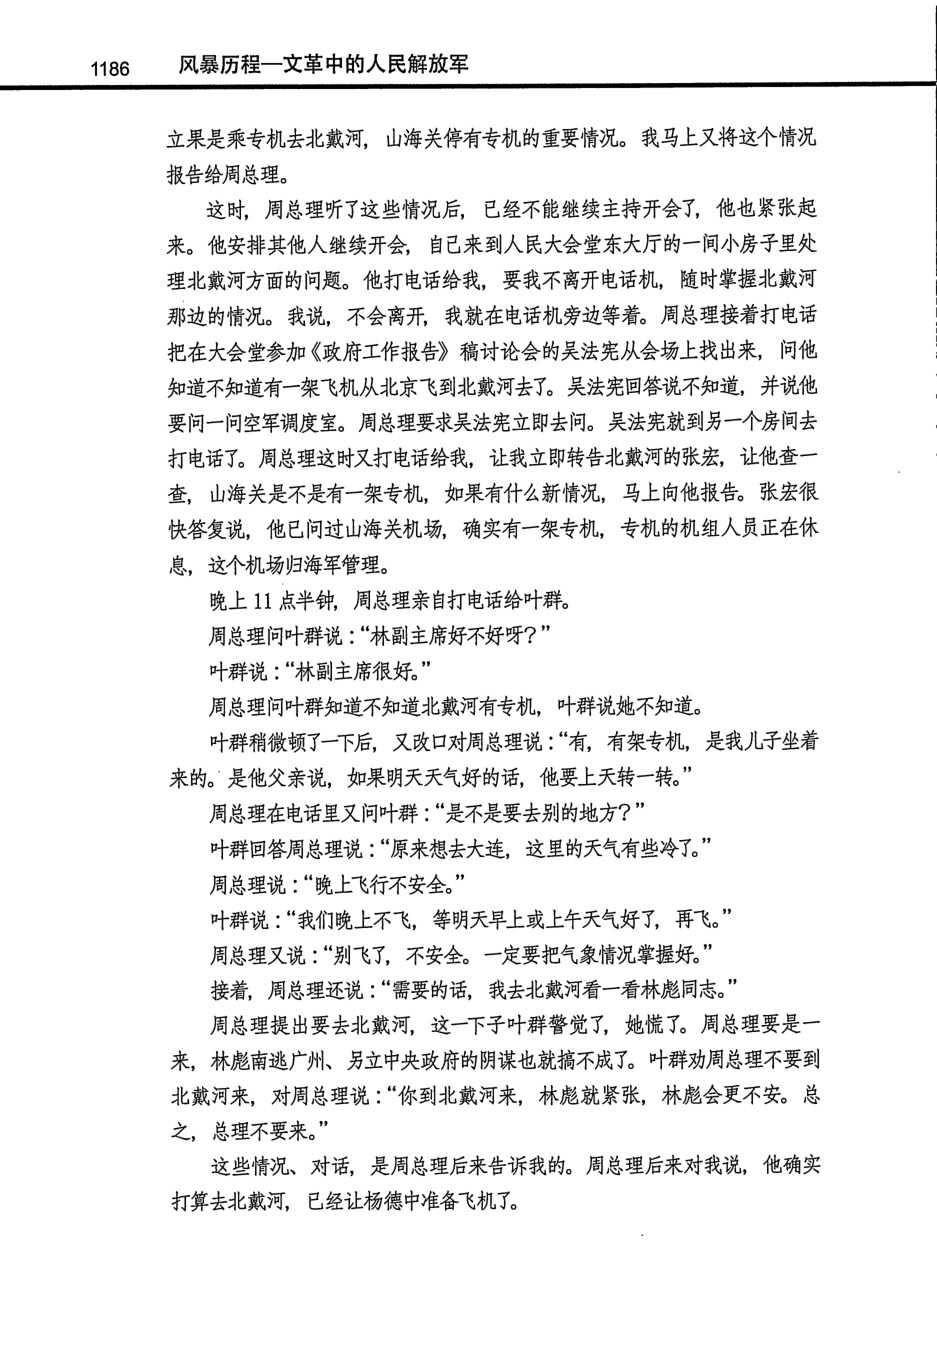 1186 风暴历程—文革中的人民解放军
立果是乘专机去北戴河，山海关停有专机的重要情况。我马上又将这个情况
报告给周总理。
这时，周总理听了这些情况后，已经不能继续主持开会了，他也紧张起
来。他安排其他人继续开会，自己来到人民大会堂东大厅的一间小房子里处
理北戴河方面的问题。他打电话给我，要我不离开电话机，随时掌握北戴河
那边的情况。我说，不会离开，我就在电话机旁边等着。周总理接着打电话
把在大会堂参加《政府工作报告》稿讨论会的吴法宪从会场上找出来，问他
知道不知道有一架飞机从北京飞到北戴河去了。吴法宪回答说不知道，并说他
要问一问空军调度室。周总理要求吴法宪立即去问。吴法宪就到另一个房间去
打电话了。周总理这时又打电话给我，让我立即转告北戴河的张宏，让他查一
查，山海关是不是有一架专机，如果有什么新情况，马上向他报告。张宏很
快答复说，他已问过山海关机场，确实有一架专机，专机的机组人员正在休
息，这个机场归海军管理。
晚上 11 点半钟，周总理亲自打电话给叶群。
周总理问叶群说：“林副主席好不好呀？”
叶群说：“林副主席很好。”
周总理问叶群知道不知道北戴河有专机，叶群说她不知道。
叶群稍微顿了一下后，又改口对周总理说：“有，有架专机，是我儿子坐着
来的。是他父亲说，如果明天天气好的话，他要上天转一转。”
周总理在电话里又问叶群：“是不是要去别的地方？”
叶群回答周总理说：“原来想去大连，这里的天气有些冷了。”
周总理说：“晚上飞行不安全。”
叶群说：“我们晚上不飞，等明天早上或上午天气好了，再飞。”
周总理又说：“别飞了，不安全。一定要把气象情况掌握好。”
接着，周总理还说：“需要的话，我去北戴河看一看林彪同志。”
周总理提出要去北戴河，这一下子叶群警觉了，她慌了。周总理要是一
来，林彪南逃广州、另立中央政府的阴谋也就搞不成了。叶群劝周总理不要到
北戴河来，对周总理说：“你到北戴河来，林彪就紧张，林彪会更不安。总
之，总理不要来。”
这些情况、对话，是周总理后来告诉我的。周总理后来对我说，他确实
打算去北戴河，已经让杨德中准备飞机了。